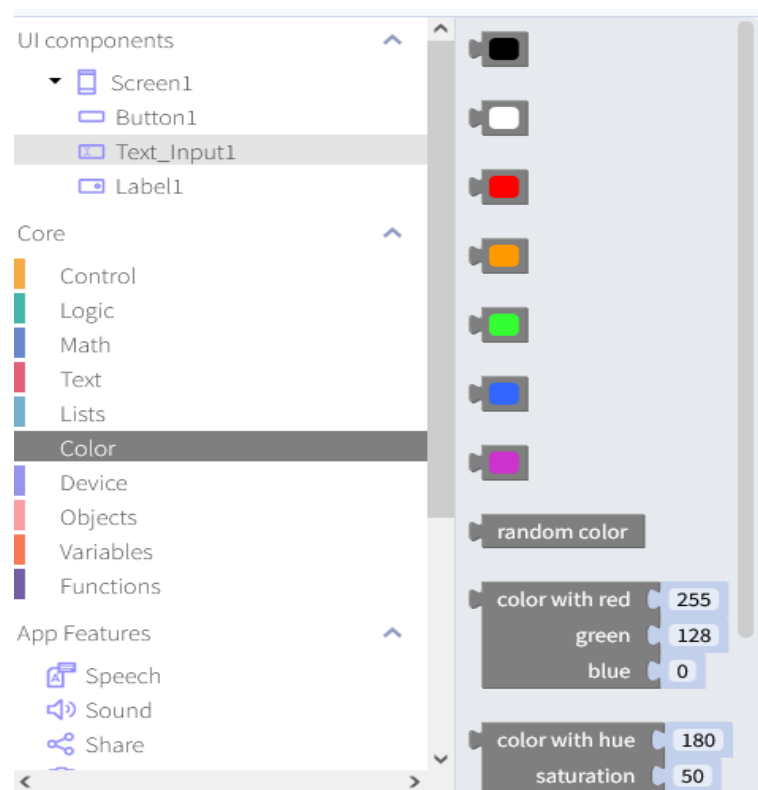 UI components
Screen1
Button1
Text_Input1
Label1
Core
Control
Logic
Math
Text
Lists
Color
Device
Objects
Variables
Functions
App Features
Speech
Sound
Share
random color
color with red 255
green 128
blue 0
color with hue 180
saturation 50